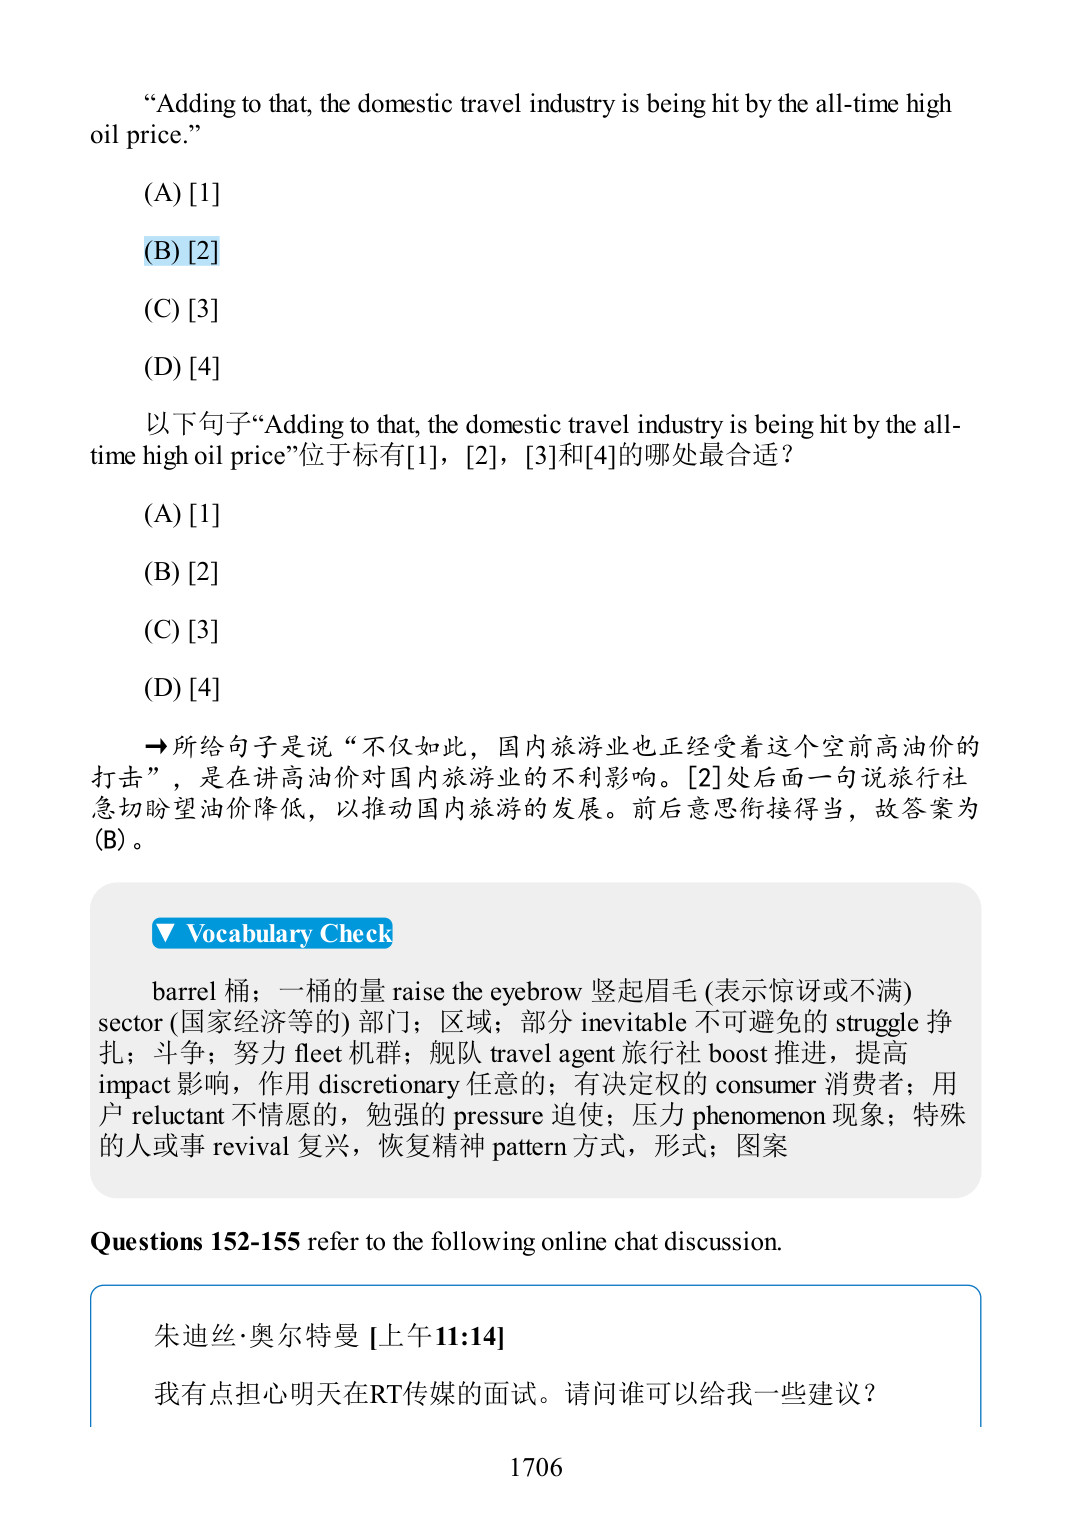 “Adding to that, the domestic travel industry is being hit by the all-time high
oil price.”
(A) [1]
(B) [2]
(C) [3]
(D) [4]
以下句子“Adding to that, the domestic travel industry is being hit by the all-
time high oil price”位于标有[1]，[2]，[3]和[4]的哪处最合适？
(A) [1]
(B) [2]
(C) [3]
(D) [4]
→所给句子是说“不仅如此，国内旅游业也正经受着这个空前高油价的
打击”，是在讲高油价对国内旅游业的不利影响。[2]处后面一句说旅行社
急切盼望油价降低，以推动国内旅游的发展。前后意思衔接得当，故答案为
(B)。
▼ Vocabulary Check
barrel 桶；一桶的量 raise the eyebrow 竖起眉毛 (表示惊讶或不满)
sector (国家经济等的) 部门；区域；部分 inevitable 不可避免的 struggle 挣
扎；斗争；努力 fleet 机群；舰队 travel agent 旅行社 boost 推进，提高
impact 影响，作用 discretionary 任意的；有决定权的 consumer 消费者；用
户 reluctant 不情愿的，勉强的 pressure 迫使；压力 phenomenon 现象；特殊
的人或事 revival 复兴，恢复精神 pattern 方式，形式；图案
Questions 152-155 refer to the following online chat discussion.
朱迪丝·奥尔特曼 [上午11:14]
我有点担心明天在RT传媒的面试。请问谁可以给我一些建议？
1706